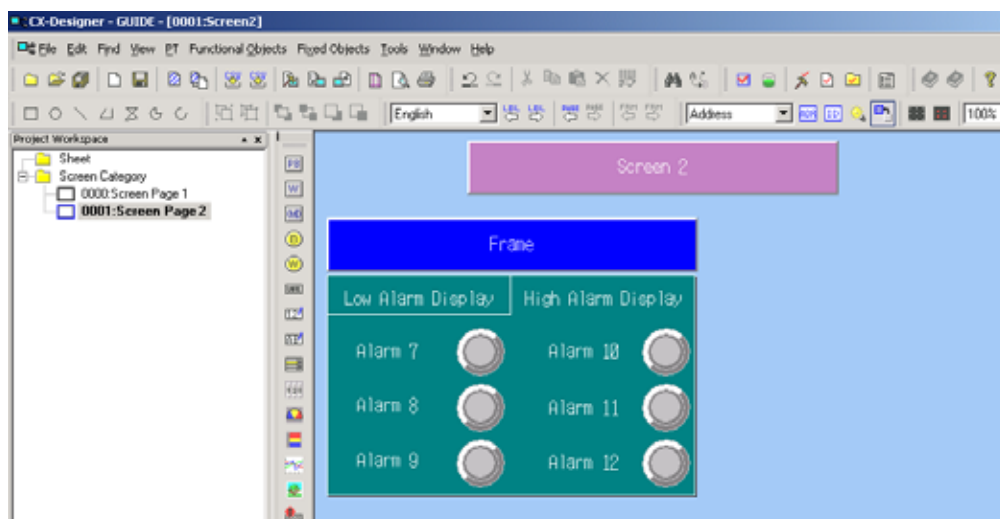 CX-Designer - GUIDE - [0001:Screen2]
File Edit Find View PT Functional Objects Fixed Objects Tools Window Help
English
Address
100%
Project Workspace
Sheet
Screen Category
0000:Screen Page 1
0001:Screen Page 2
Screen 2
Frame
Low Alarm Display High Alarm Display
Alarm 7 Alarm 10
Alarm 8 Alarm 11
Alarm 9 Alarm 12